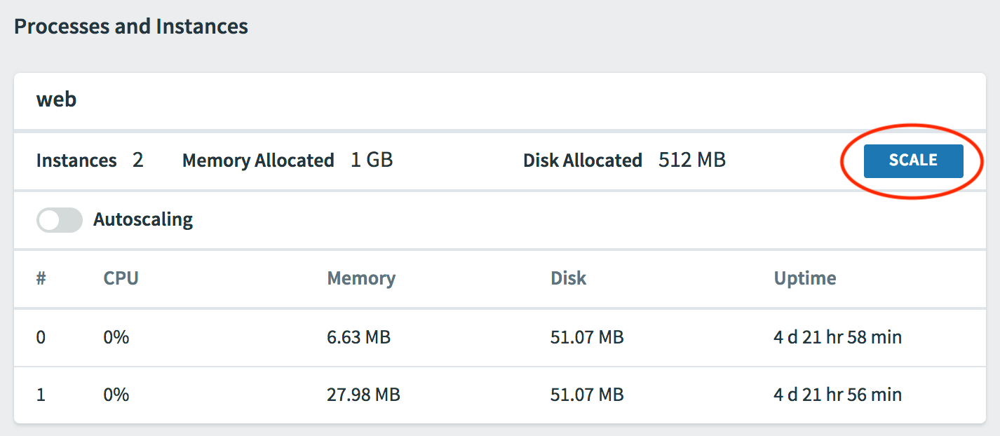 Processes and Instances
web
Instances 2 Memory Allocated 1 GB Disk Allocated 512 MB SCALE
Autoscaling
# CPU Memory Disk Uptime
0 0% 6.63 MB 51.07 MB 4 d 21 hr 58 min
1 0% 27.98 MB 51.07 MB 4 d 21 hr 56 min